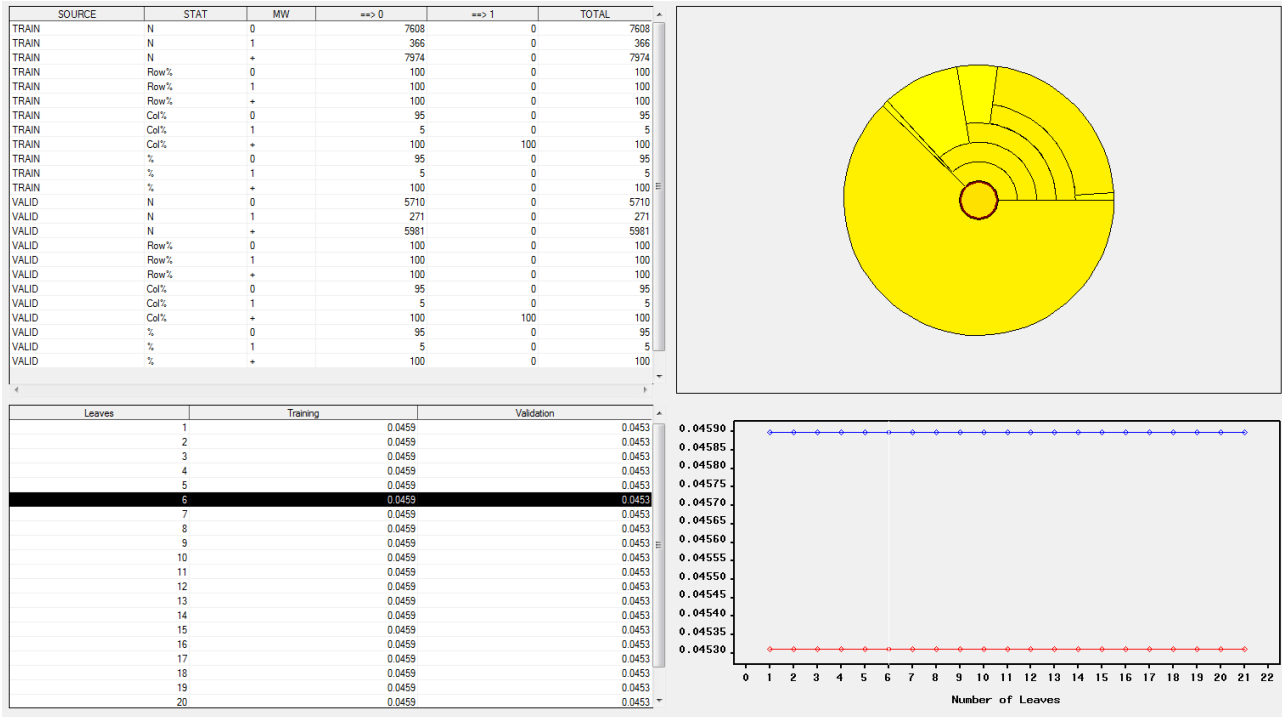 SOURCE STAT MW ==> 0 ==> 1 TOTAL
TRAIN N 0 7608 0 7608
TRAIN N 1 366 0 366
TRAIN N + 7974 0 7974
TRAIN Row% 0 100 0 100
TRAIN Row% 1 100 0 100
TRAIN Row% + 100 0 100
TRAIN Col% 0 95 0 95
TRAIN Col% 1 5 0 5
TRAIN Col% + 100 100 100
TRAIN % 0 95 0 95
TRAIN % 1 5 0 5
TRAIN % + 100 0 100
VALID N 0 5710 0 5710
VALID N 1 271 0 271
VALID N + 5981 0 5981
VALID Row% 0 100 0 100
VALID Row% 1 100 0 100
VALID Row% + 100 0 100
VALID Col% 0 95 0 95
VALID Col% 1 5 0 5
VALID Col% + 100 100 100
VALID % 0 95 0 95
VALID % 1 5 0 5
VALID % + 100 0 100
Leaves Training Validation
1 0.0459 0.0453
2 0.0459 0.0453
3 0.0459 0.0453
4 0.0459 0.0453
5 0.0459 0.0453
6 0.0459 0.0453
7 0.0459 0.0453
8 0.0459 0.0453
9 0.0459 0.0453
10 0.0459 0.0453
11 0.0459 0.0453
12 0.0459 0.0453
13 0.0459 0.0453
14 0.0459 0.0453
15 0.0459 0.0453
16 0.0459 0.0453
17 0.0459 0.0453
18 0.0459 0.0453
19 0.0459 0.0453
20 0.0459 0.0453
0.04590
0.04585
0.04580
0.04575
0.04570
0.04565
0.04560
0.04555
0.04550
0.04545
0.04540
0.04535
0.04530
0 1 2 3 4 5 6 7 8 9 10 11 12 13 14 15 16 17 18 19 20 21 22
Number of Leaves